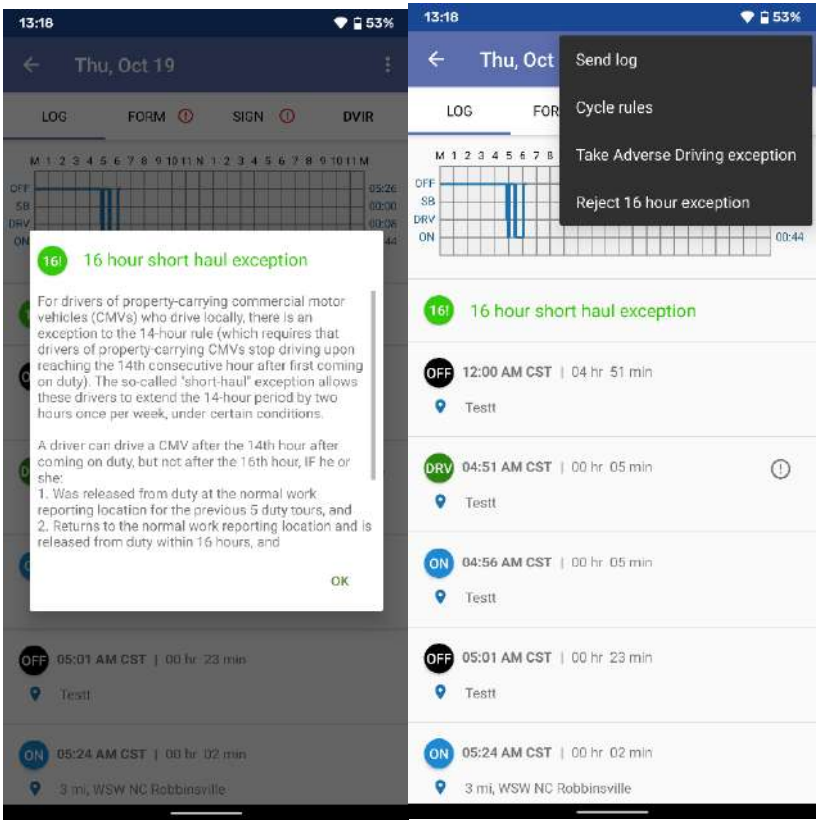 13:18
53%
Thu, Oct 19
LOG FORM SIGN DVIR
M 1 2 3 4 5 6 7 8 9 10 11 N 1 2 3 4 5 6 7 8 9 10 11 M
OFF 05:26
SB 00:00
DRV 00:08
ON 44
16! 16 hour short haul exception
For drivers of property-carrying commercial motor
vehicles (CMVs) who drive locally, there is an
exception to the 14-hour rule (which requires that
drivers of property-carrying CMVs stop driving upon
reaching the 14th consecutive hour after first coming
on duty). The so-called "short-haul" exception allows
these drivers to extend the 14-hour period by two
hours once per week, under certain conditions.
A driver can drive a CMV after the 14th hour after
coming on duty, but not after the 16th hour, IF he or
she:
1. Was released from duty at the normal work
reporting location for the previous 5 duty tours, and
2. Returns to the normal work reporting location and is
released from duty within 16 hours, and
OK
OFF 05:01 AM CST | 00 hr 23 min
Testt
ON 05:24 AM CST | 00 hr 02 min
3 mi, WSW NC Robbinsville
13:18
53%
Thu, Oct
Send log
Cycle rules
Take Adverse Driving exception
Reject 16 hour exception
LOG FOR
M 1 2 3 4 5 6 7 8
OFF
SB
DRV
ON 00:44
16! 16 hour short haul exception
OFF 12:00 AM CST | 04 hr 51 min
Testt
DRV 04:51 AM CST | 00 hr 05 min
Testt
ON 04:56 AM CST | 00 hr 05 min
Testt
OFF 05:01 AM CST | 00 hr 23 min
Testt
ON 05:24 AM CST | 00 hr 02 min
3 mi, WSW NC Robbinsville